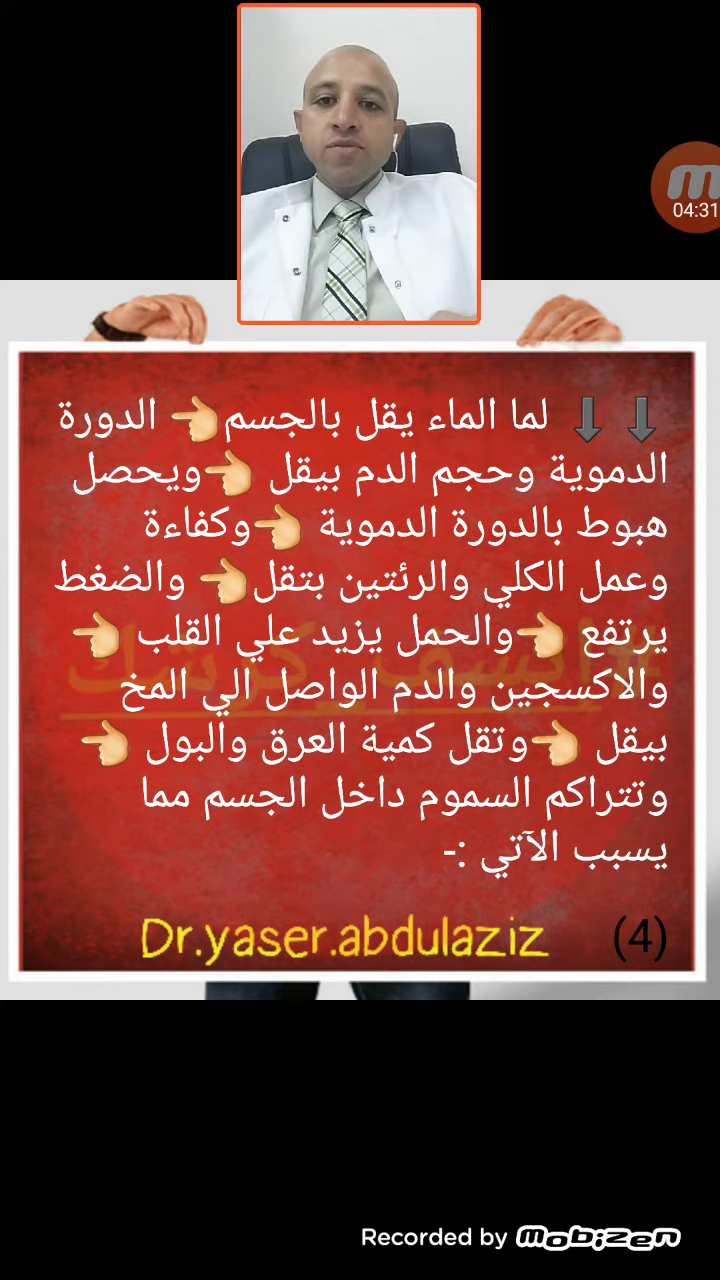 04:31
⬇ ⬇ لما الماء يقل بالجسم👈 الدورة
الدموية وحجم الدم بيقل 👈ويحصل
هبوط بالدورة الدموية 👈وكفاءة
وعمل الكلي والرئتين بتقل👈 والضغط
يرتفع 👈والحمل يزيد علي القلب 👈
والاكسجين والدم الواصل الي المخ
بيقل 👈وتقل كمية العرق والبول 👈
وتتراكم السموم داخل الجسم مما
يسبب الآتي :-
Dr.yaser.abdulaziz (4)
Recorded by mobizen